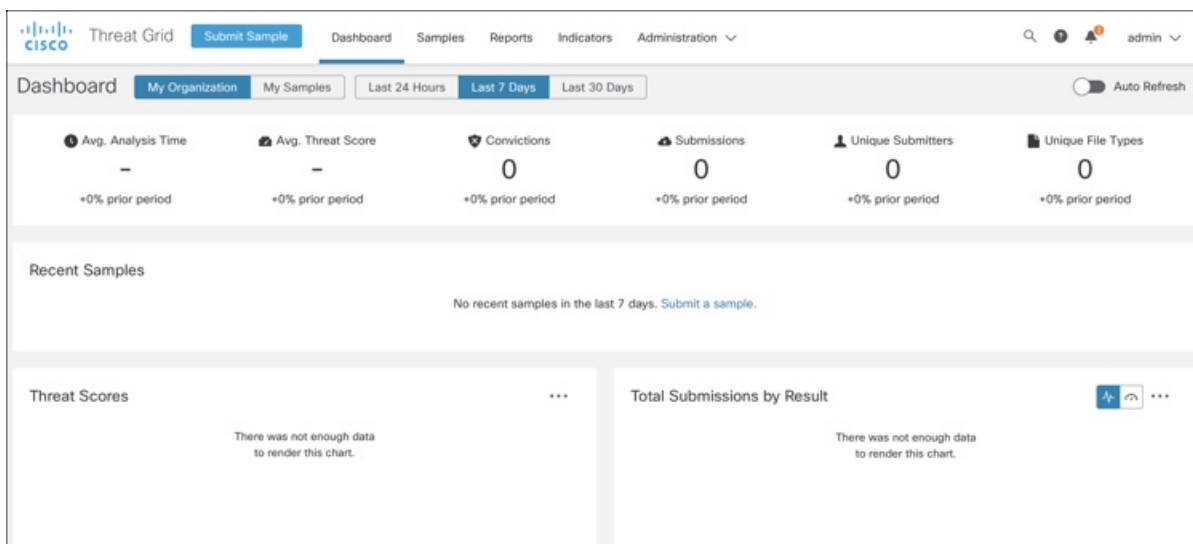 CISCO Threat Grid Submit Sample Dashboard Samples Reports Indicators Administration 2 admin
Dashboard My Organization My Samples Last 24 Hours Last 7 Days Last 30 Days Auto Refresh
Avg. Analysis Time Avg. Threat Score Convictions Submissions Unique Submitters Unique File Types
- - 0 0 0 0
+0% prior period +0% prior period +0% prior period +0% prior period +0% prior period +0% prior period
Recent Samples
No recent samples in the last 7 days. Submit a sample.
Threat Scores
There was not enough data
to render this chart.
Total Submissions by Result
There was not enough data
to render this chart.